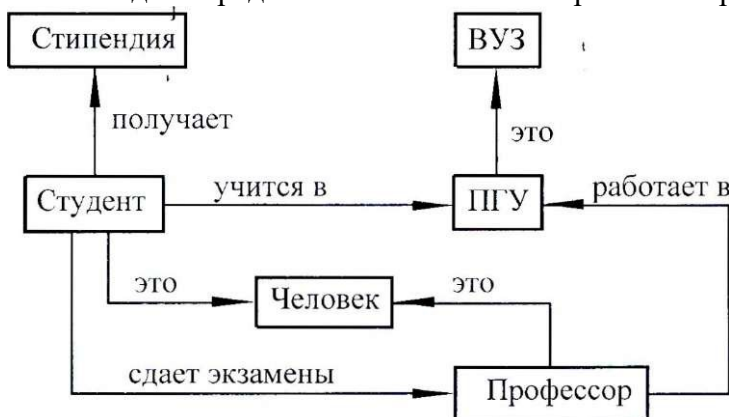 Стипендия
ВУЗ
получает
это
Студент
учится в
ПГУ
работает в
это
Человек
это
сдает экзамены
Профессор